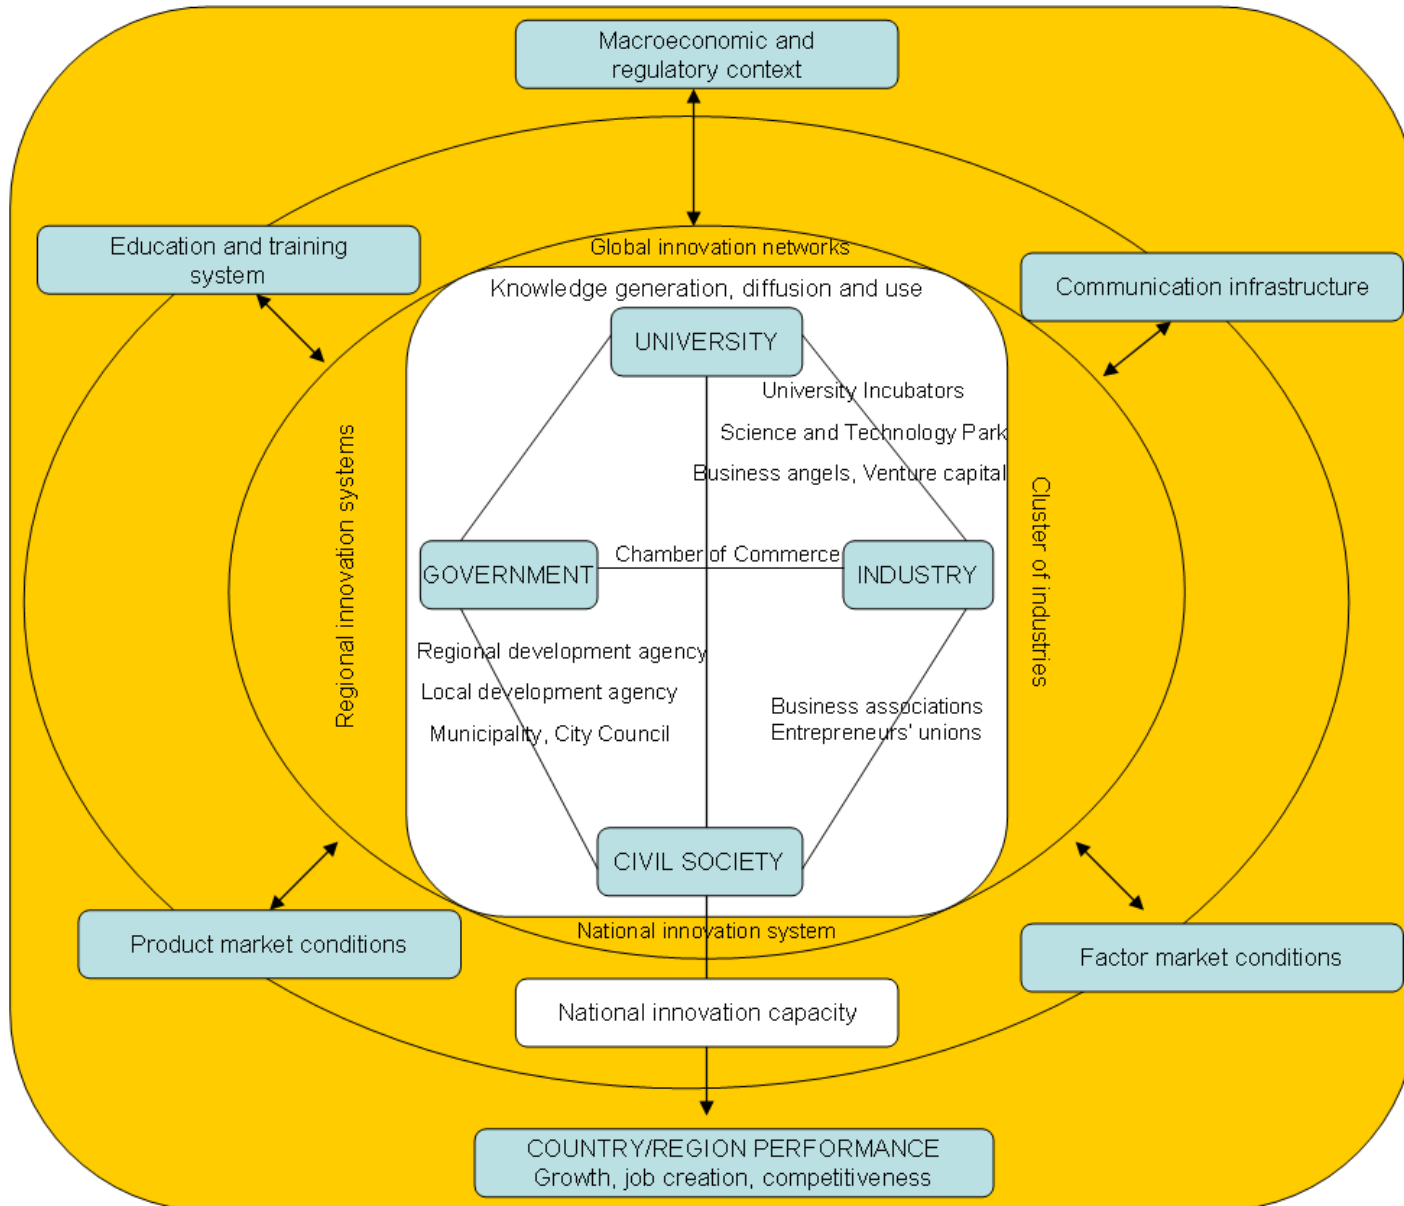 Macroeconomic and
regulatory context
Education and training
system
Global innovation networks
Communication infrastructure
Knowledge generation, diffusion and use
UNIVERSITY
University Incubators
Science and Technology Park
Business angels, Venture capital
Regional innovation systems
Cluster of industries
Chamber of Commerce
GOVERNMENT
INDUSTRY
Regional development agency
Local development agency
Municipality, City Council
Business associations
Entrepreneurs' unions
CIVIL SOCIETY
National innovation system
Product market conditions
Factor market conditions
National innovation capacity
COUNTRY/REGION PERFORMANCE
Growth, job creation, competitiveness